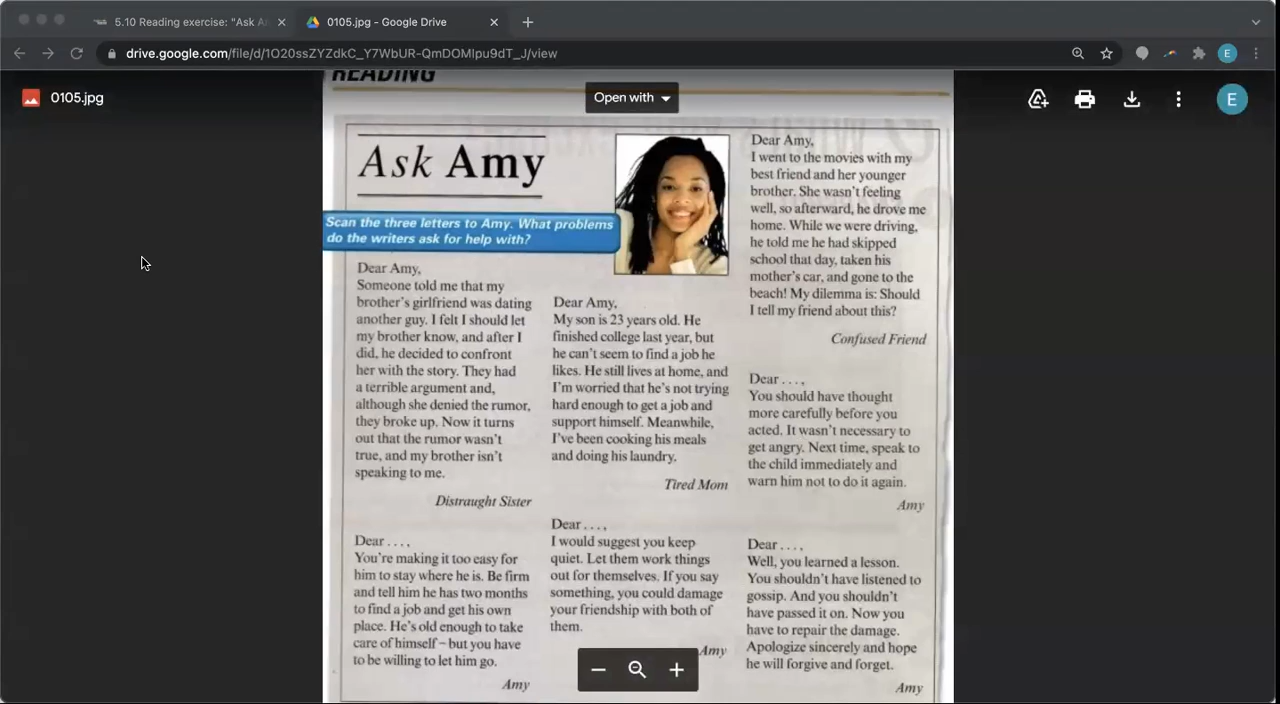 5.10 Reading exercise: "Ask A
0105.jpg - Google Drive
drive.google.com/file/d/1O20ssZYZdkC_Y7WbUR-QmDOMlpu9dT_J/view
E
0105.jpg
Open with
E
READING
Ask Amy
Scan the three letters to Amy. What problems
do the writers ask for help with?
Dear Amy,
Someone told me that my
brother's girlfriend was dating
another guy. I felt I should let
my brother know, and after I
did, he decided to confront
her with the story. They had
a terrible argument and,
although she denied the rumor,
they broke up. Now it turns
out that the rumor wasn't
true, and my brother isn't
speaking to me.
Distraught Sister
Dear . . . ,
You're making it too easy for
him to stay where he is. Be firm
and tell him he has two months
to find a job and get his own
place. He's old enough to take
care of himself – but you have
to be willing to let him go.
Amy
Dear Amy,
My son is 23 years old. He
finished college last year, but
he can't seem to find a job he
likes. He still lives at home, and
I'm worried that he's not trying
hard enough to get a job and
support himself. Meanwhile,
I've been cooking his meals
and doing his laundry.
Tired Mom
Dear . . . ,
I would suggest you keep
quiet. Let them work things
out for themselves. If you say
something, you could damage
your friendship with both of
them.
Amy
Dear Amy,
I went to the movies with my
best friend and her younger
brother. She wasn't feeling
well, so afterward, he drove me
home. While we were driving,
he told me he had skipped
school that day, taken his
mother's car, and gone to the
beach! My dilemma is: Should
I tell my friend about this?
Confused Friend
Dear . . . ,
You should have thought
more carefully before you
acted. It wasn't necessary to
get angry. Next time, speak to
the child immediately and
warn him not to do it again.
Amy
Dear . . . ,
Well, you learned a lesson.
You shouldn't have listened to
gossip. And you shouldn't
have passed it on. Now you
have to repair the damage.
Apologize sincerely and hope
he will forgive and forget.
Amy